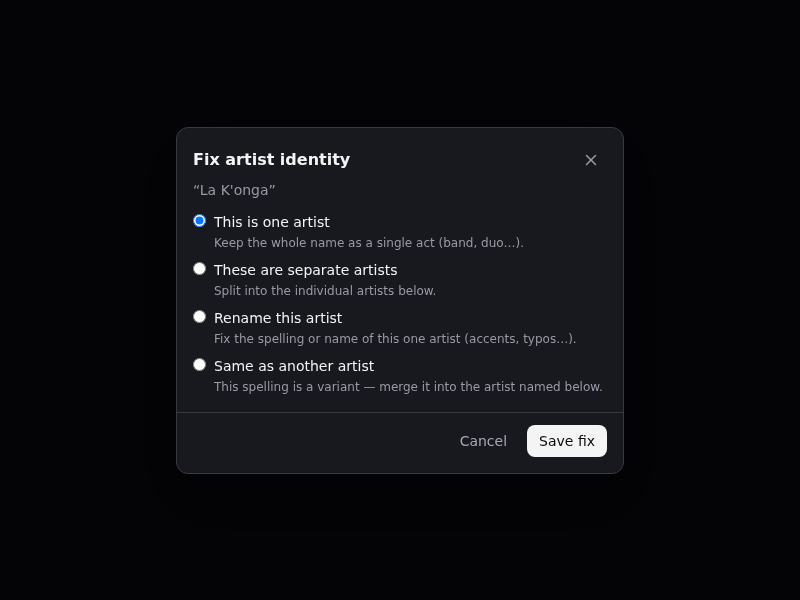 Fix artist identity
“La K'onga”
This is one artist
Keep the whole name as a single act (band, duo…).
These are separate artists
Split into the individual artists below.
Rename this artist
Fix the spelling or name of this one artist (accents, typos…).
Same as another artist
This spelling is a variant — merge it into the artist named below.
Cancel
Save fix